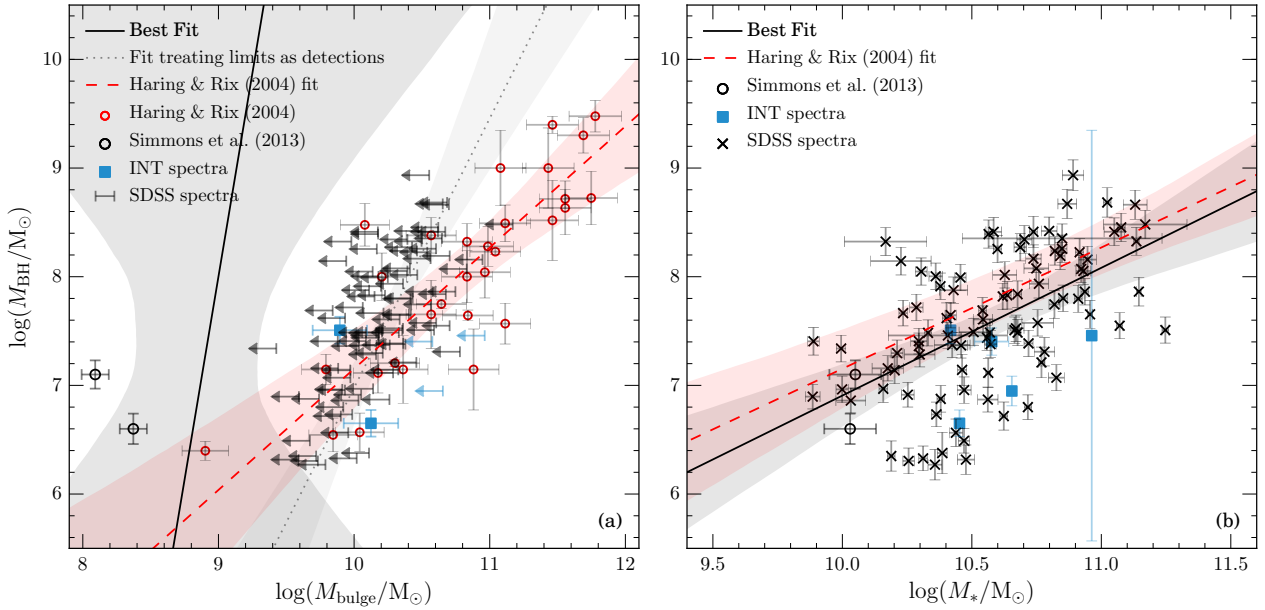 Best Fit
Fit treating limits as detections
Haring & Rix (2004) fit
Haring & Rix (2004)
Simmons et al. (2013)
INT spectra
SDSS spectra
10
9
8
7
6
log(M_BH/M_⊙)
8
9
10
11
12
log(M_bulge/M_⊙)
(a)
Best Fit
Haring & Rix (2004) fit
Simmons et al. (2013)
INT spectra
SDSS spectra
10
9
8
7
6
log(M_BH/M_⊙)
9.5
10.0
10.5
11.0
11.5
log(M_*/M_⊙)
(b)